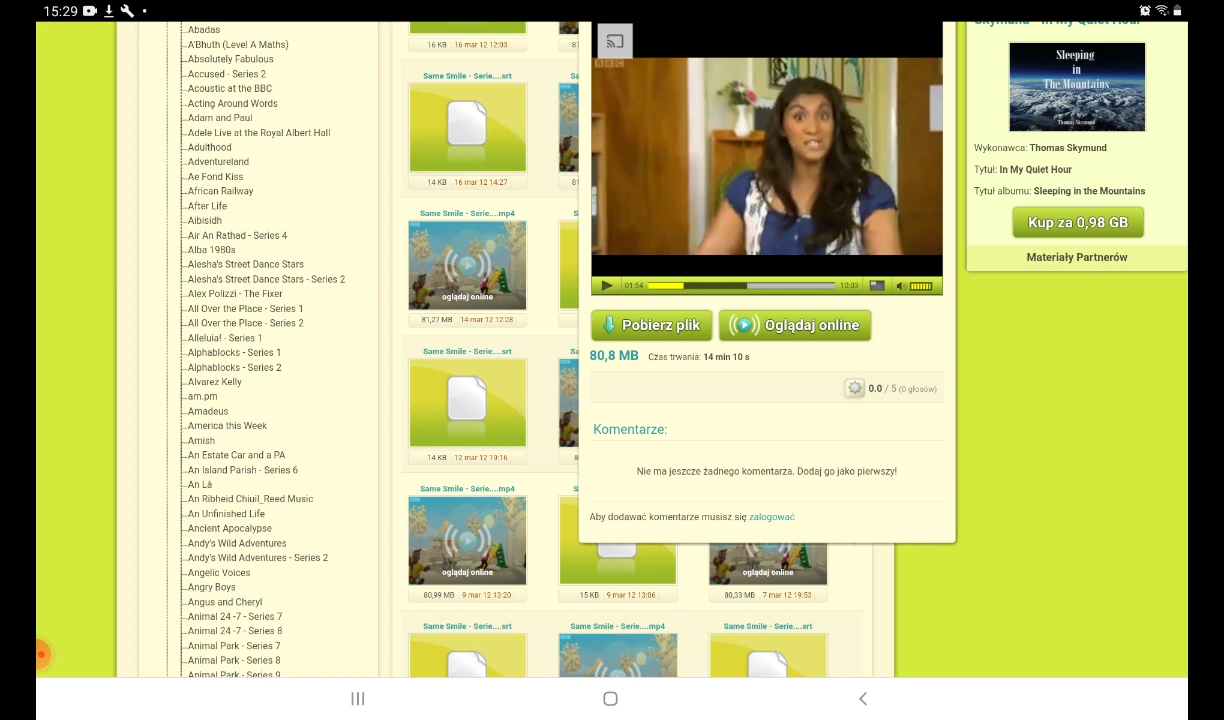 15:29
Abadas
A'Bhuth (Level A Maths)
Absolutely Fabulous
Accused - Series 2
Acoustic at the BBC
Acting Around Words
Adam and Paul
Adele Live at the Royal Albert Hall
Adulthood
Adventureland
Ae Fond Kiss
African Railway
After Life
Aibisidh
Air An Rathad - Series 4
Alba 1980s
Alesha's Street Dance Stars
Alesha's Street Dance Stars - Series 2
Alex Polizzi - The Fixer
All Over the Place - Series 1
All Over the Place - Series 2
Alleluia! - Series 1
Alphablocks - Series 1
Alphablocks - Series 2
Alvarez Kelly
am.pm
Amadeus
America this Week
Amish
An Estate Car and a PA
An Island Parish - Series 6
An Là
An Ribheid Chiuil_Reed Music
An Unfinished Life
Ancient Apocalypse
Andy's Wild Adventures
Andy's Wild Adventures - Series 2
Angelic Voices
Angry Boys
Angus and Cheryl
Animal 24 -7 - Series 7
Animal 24 -7 - Series 8
Animal Park - Series 7
Animal Park - Series 8
Animal Park - Series 9
16 KB 16 mar 12 12:03
81
Same Smile - Serie....srt
Sa
14 KB 16 mar 12 14:27
81
Same Smile - Serie....mp4
S
oglądaj online
81,27 MB 14 mar 12 12:28
Same Smile - Serie....srt
Sa
14 KB 12 mar 12 19:16
8
Same Smile - Serie....mp4
S
oglądaj online
oglądaj online
80,99 MB 9 mar 12 13:20
15 KB 9 mar 12 13:06
80,33 MB 7 mar 12 19:53
Same Smile - Serie....srt
Same Smile - Serie....mp4
Same Smile - Serie....srt
BBC
01:54
10:03
Pobierz plik
Oglądaj online
80,8 MB Czas trwania: 14 min 10 s
0.0 / 5 (0 głosów)
Komentarze:
Nie ma jeszcze żadnego komentarza. Dodaj go jako pierwszy!
Aby dodawać komentarze musisz się zalogować
Skymund - In My Quiet Hour
Sleeping
in
The Mountains
By
Thomas Skymund
Wykonawca: Thomas Skymund
Tytuł: In My Quiet Hour
Tytuł albumu: Sleeping in the Mountains
Kup za 0,98 GB
Materiały Partnerów